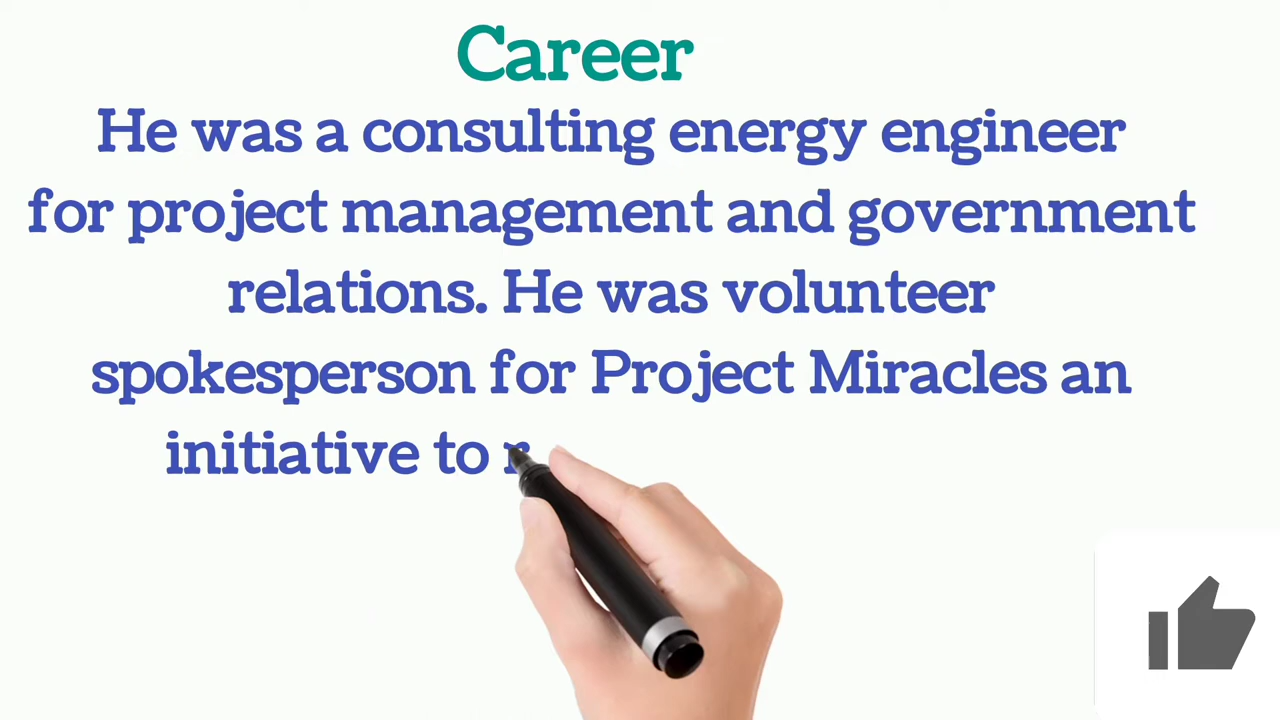 Career
He was a consulting energy engineer
for project management and government
relations. He was volunteer
spokesperson for Project Miracles an
initiative to